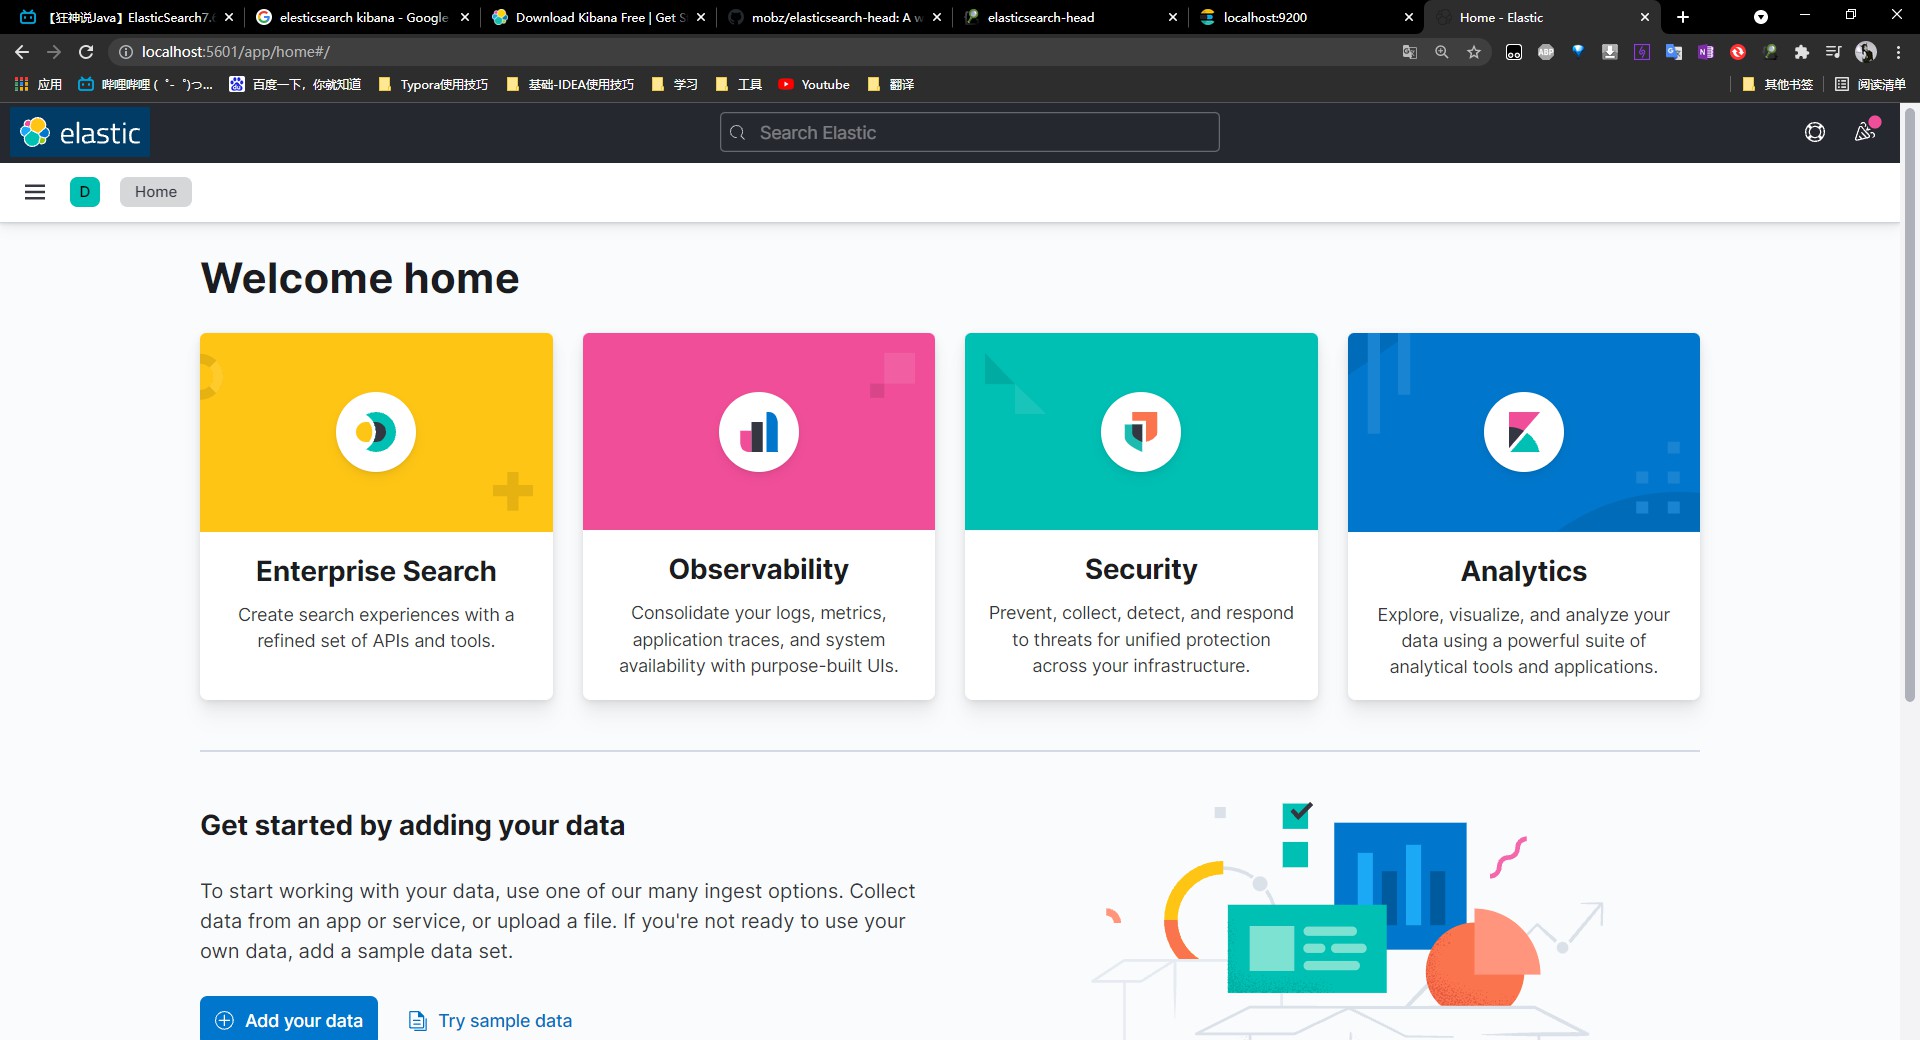 【狂神说Java】ElasticSearch7.6
elesticsearch kibana - Google
Download Kibana Free | Get S
mobz/elasticsearch-head: A w
elasticsearch-head
localhost:9200
Home - Elastic
localhost:5601/app/home#/
应用
哔哩哔哩 ( ゜- ゜)つ...
百度一下，你就知道
Typora使用技巧
基础-IDEA使用技巧
学习
工具
Youtube
翻译
其他书签
阅读清单
elastic
Search Elastic
D
Home
Welcome home
Enterprise Search
Create search experiences with a
refined set of APIs and tools.
Observability
Consolidate your logs, metrics,
application traces, and system
availability with purpose-built UIs.
Security
Prevent, collect, detect, and respond
to threats for unified protection
across your infrastructure.
Analytics
Explore, visualize, and analyze your
data using a powerful suite of
analytical tools and applications.
Get started by adding your data
To start working with your data, use one of our many ingest options. Collect
data from an app or service, or upload a file. If you're not ready to use your
own data, add a sample data set.
Add your data
Try sample data